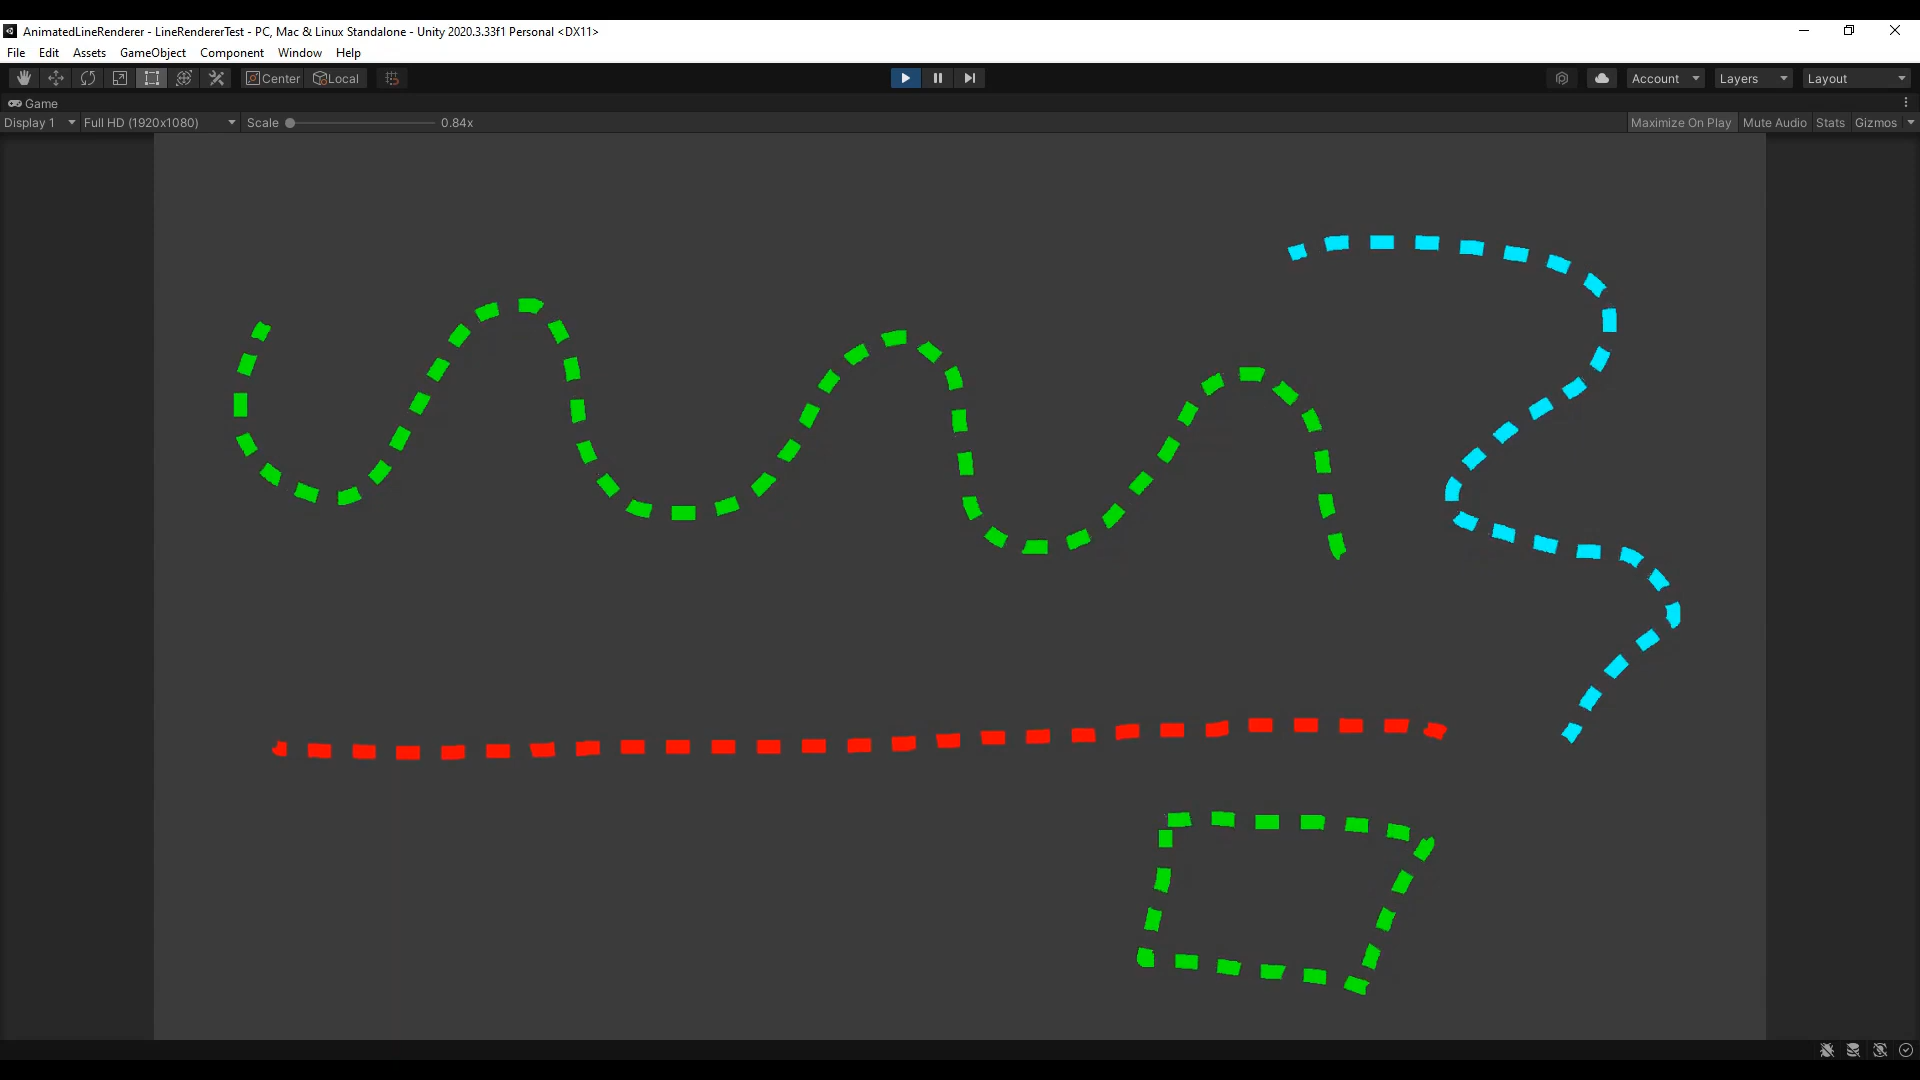 AnimatedLineRenderer - LineRendererTest - PC, Mac & Linux Standalone - Unity 2020.3.33f1 Personal <DX11>
File Edit Assets GameObject Component Window Help
Center Local Account Layers Layout
Game
Display 1 Full HD (1920x1080) Scale 0.84x Maximize On Play Mute Audio Stats Gizmos